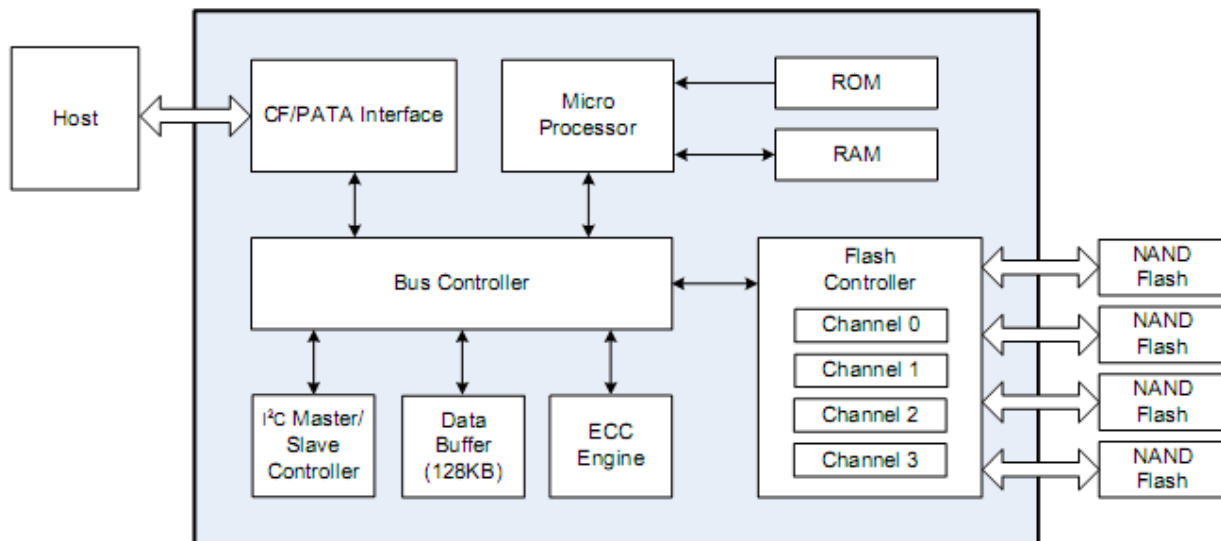 Host
CF/PATA Interface
Micro
Processor
ROM
RAM
Bus Controller
Flash
Controller
Channel 0
Channel 1
Channel 2
Channel 3
NAND
Flash
NAND
Flash
NAND
Flash
NAND
Flash
I²C Master/
Slave
Controller
Data
Buffer
(128KB)
ECC
Engine